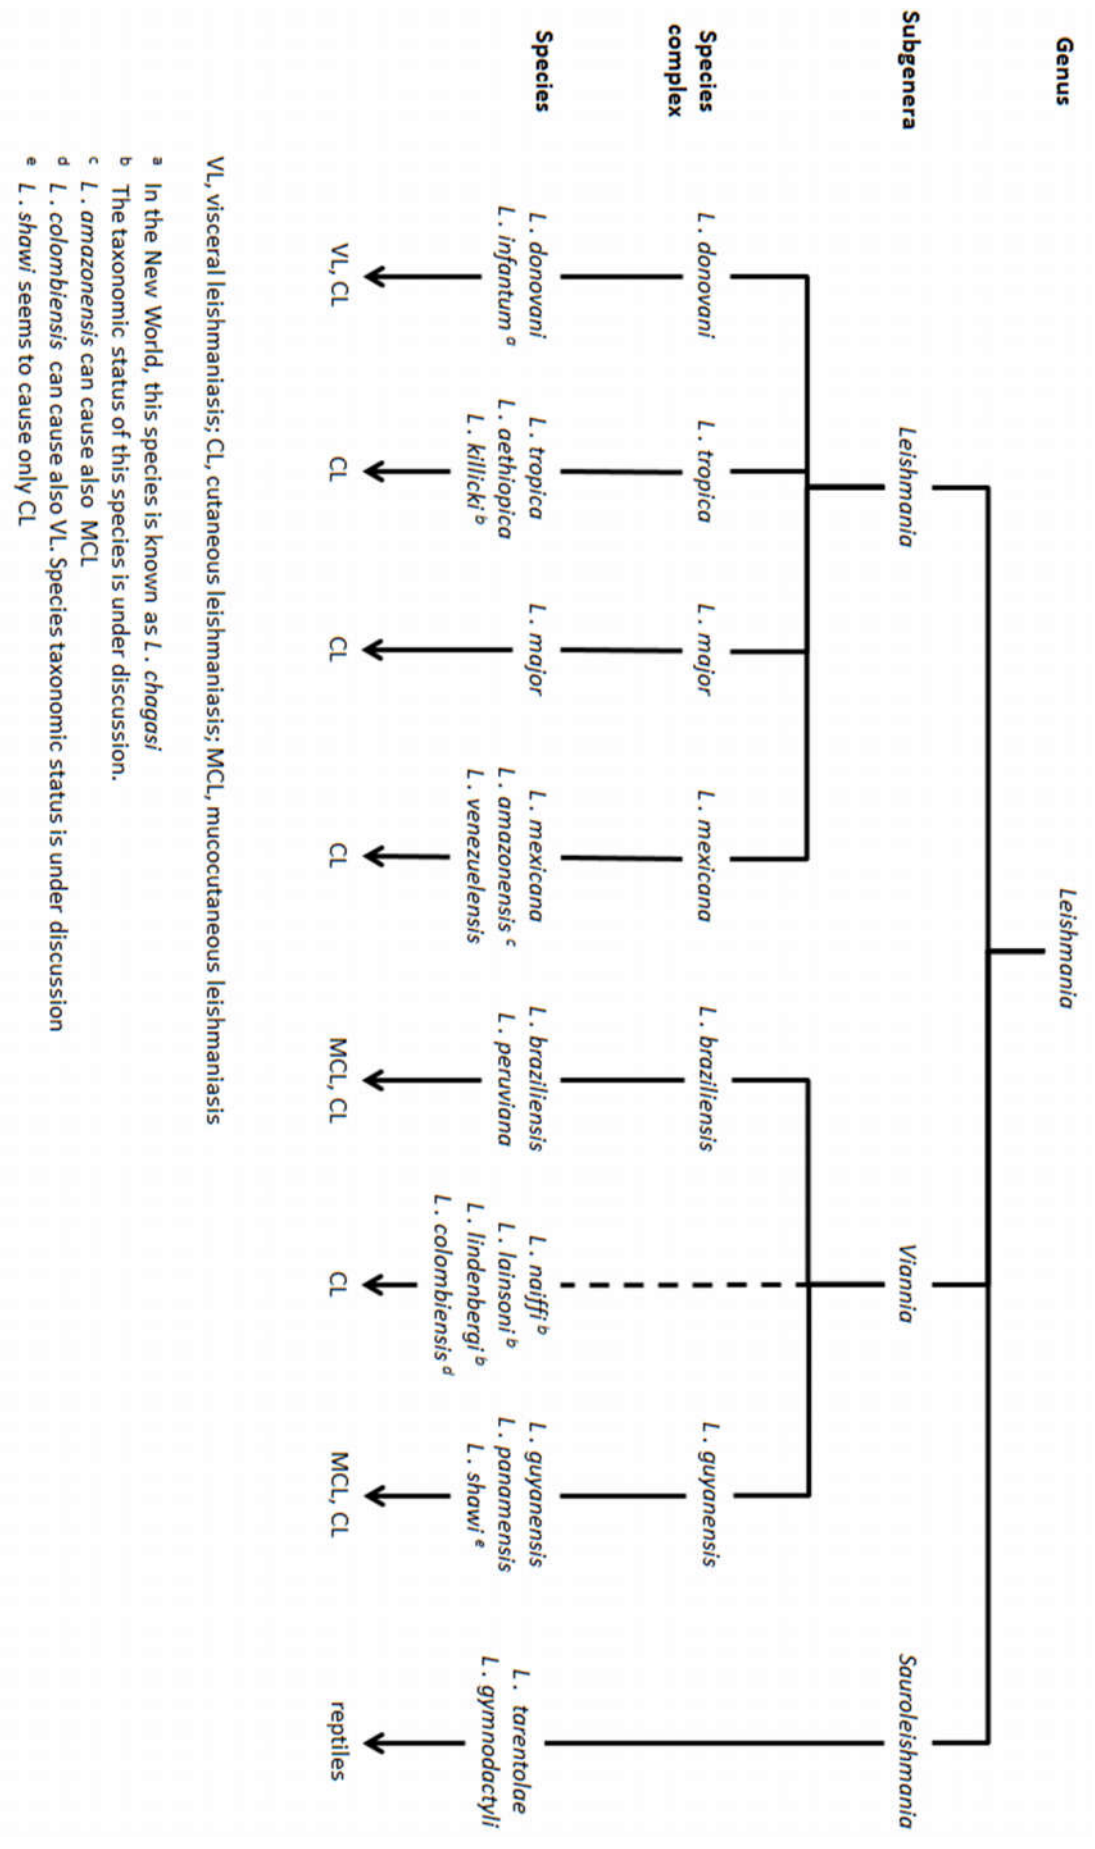 Genus
Leishmania
Subgenera
Leishmania
Viannia
Sauroleishmania
Species
complex
L. donovani
L. tropica
L. major
L. mexicana
L. braziliensis
L. guyanensis
Species
L. donovani
L. infantum a
L. tropica
L. aethiopica
L. killicki b
L. major
L. mexicana
L. amazonensis c
L. venezuelensis
L. braziliensis
L. peruviana
L. naiffi b
L. lainsoni b
L. lindenbergi b
L. colombiensis d
L. guyanensis
L. panamensis
L. shawi e
L. tarentolae
L. gymnodactyli
VL, CL
CL
CL
CL
MCL, CL
CL
MCL, CL
reptiles
VL, visceral leishmaniasis; CL, cutaneous leishmaniasis; MCL, mucocutaneous leishmaniasis
a In the New World, this species is known as L. chagasi
b The taxonomic status of this species is under discussion.
c L. amazonensis can cause also MCL
d L. colombiensis can cause also VL. Species taxonomic status is under discussion
e L. shawi seems to cause only CL